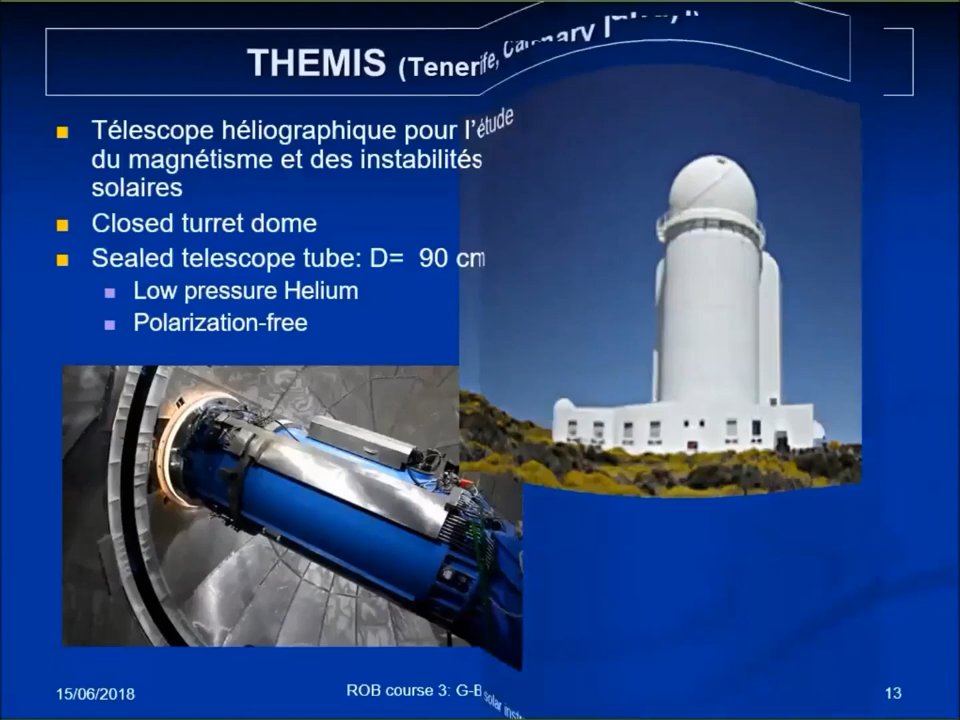 THEMIS (Tenerife,
Télescope héliographique pour l'étude
du magnétisme et des instabilités
solaires
Closed turret dome
Sealed telescope tube: D= 90 cm
Low pressure Helium
Polarization-free
15/06/2018
ROB course 3: G-B solar
13